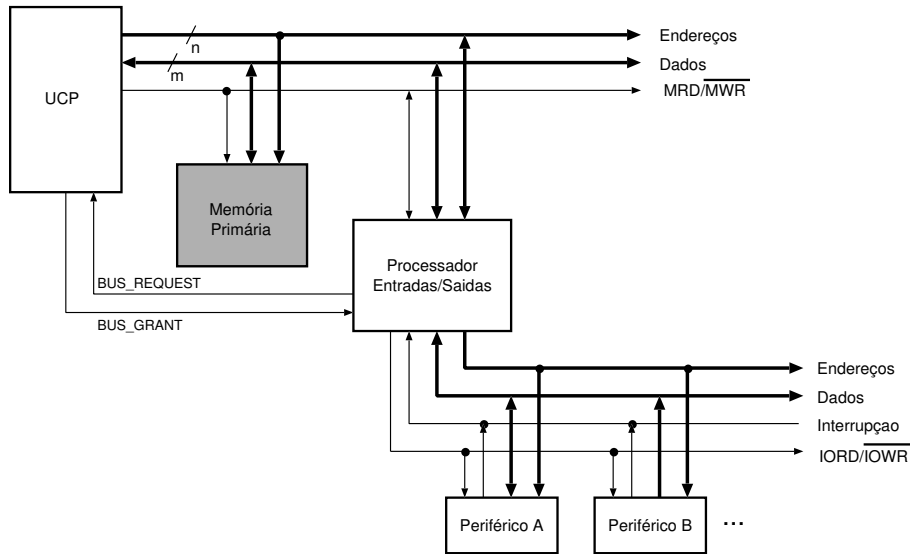 n
Endereços
m
Dados
UCP
MRD/MWR
Memória
Primária
Processador
Entradas/Saidas
BUS_REQUEST
BUS_GRANT
Endereços
Dados
Interrupçao
IORD/IOWR
Periférico A
Periférico B
...